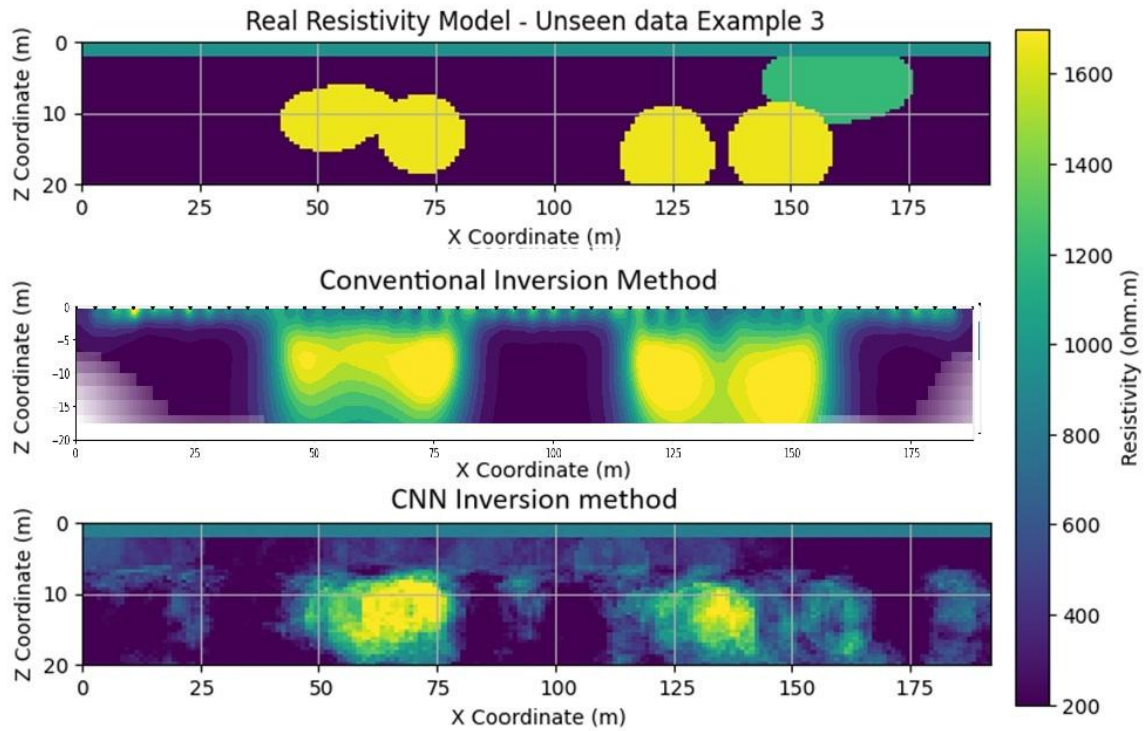 Real Resistivity Model - Unseen data Example 3
Z Coordinate (m)
0
10
20
0 25 50 75 100 125 150 175
X Coordinate (m)
Conventional Inversion Method
Z Coordinate (m)
0
−5
−10
−15
−20
0 25 50 75 100 125 150 175
X Coordinate (m)
CNN Inversion method
Z Coordinate (m)
0
10
20
0 25 50 75 100 125 150 175
X Coordinate (m)
1600
1400
1200
1000
800
600
400
200
Resistivity (ohm.m)